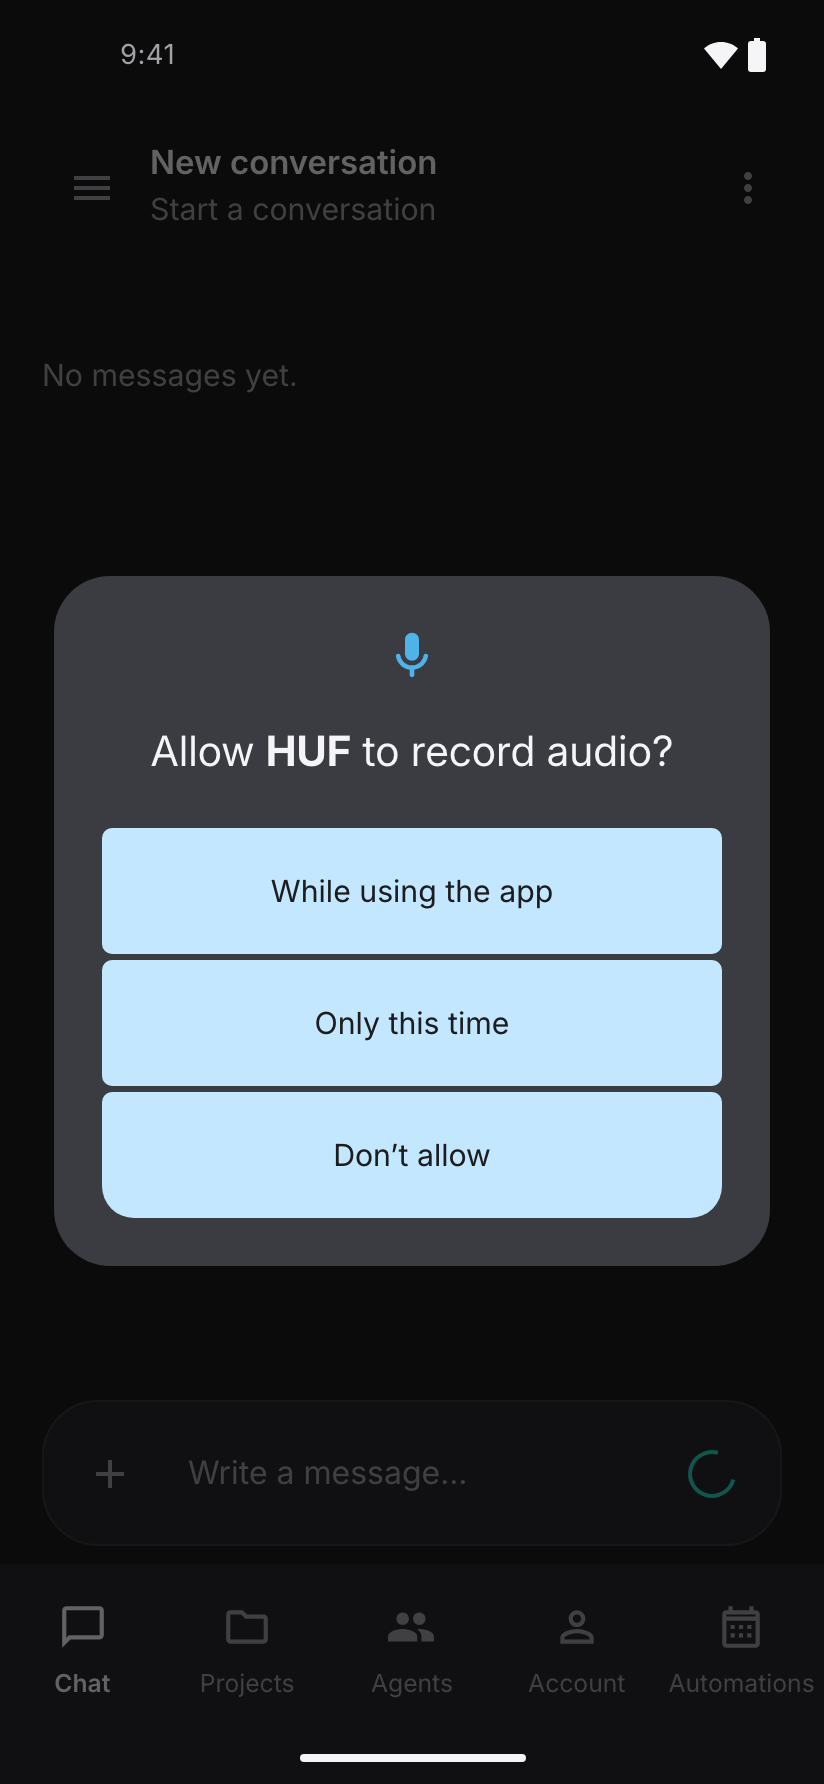 9:41
New conversation
Start a conversation
No messages yet.
Allow HUF to record audio?
While using the app
Only this time
Don’t allow
Write a message...
Chat
Projects
Agents
Account
Automations